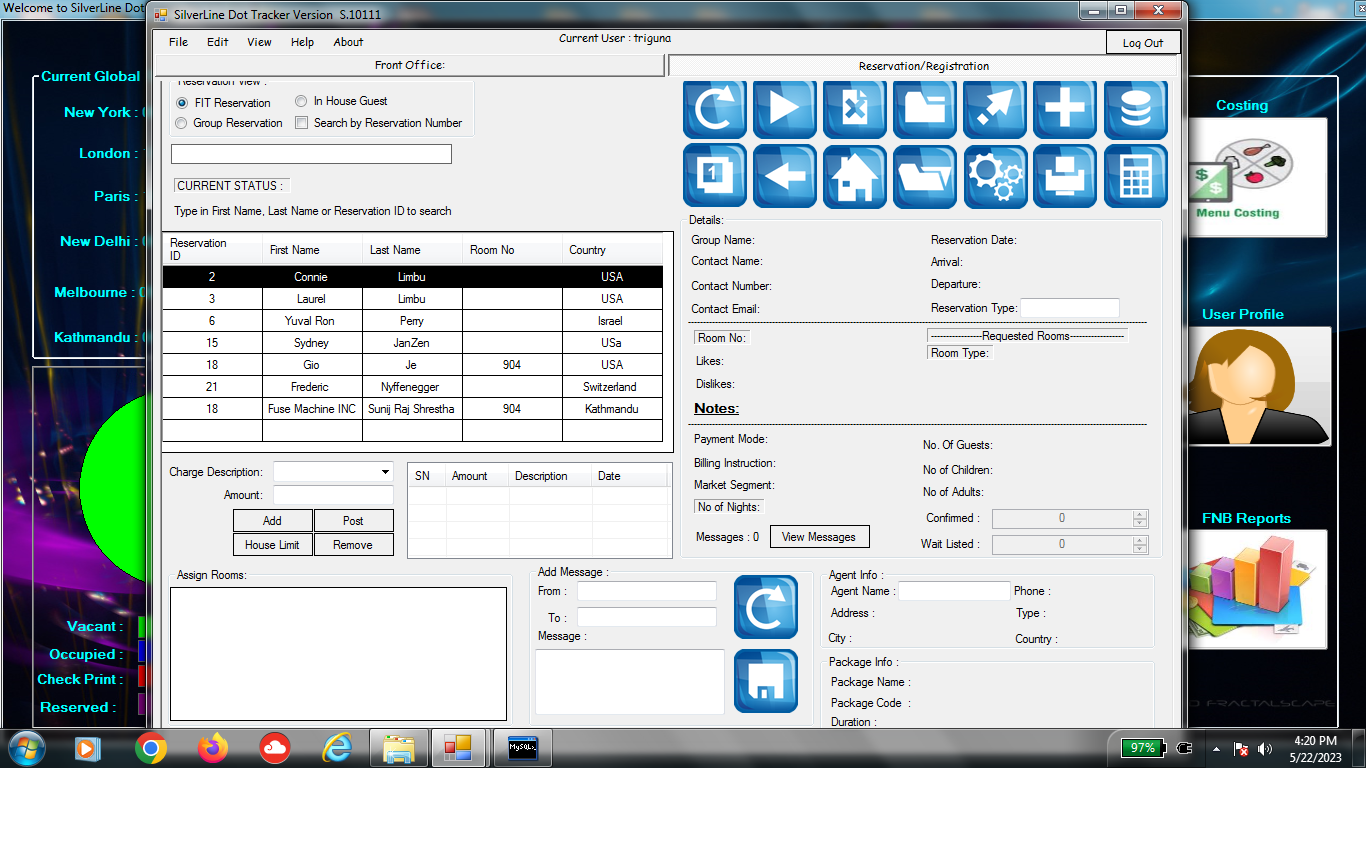 Welcome to SilverLine Dot
SilverLine Dot Tracker Version S.10111
File Edit View Help About
Current User : triguna
Log Out
Front Office:
Reservation/Registration
Reservation View :
FIT Reservation
In House Guest
Group Reservation
Search by Reservation Number
CURRENT STATUS :
Type in First Name, Last Name or Reservation ID to search
Reservation ID First Name Last Name Room No Country
2 Connie Limbu USA
3 Laurel Limbu USA
6 Yuval Ron Perry Israel
15 Sydney JanZen USa
18 Gio Je 904 USA
21 Frederic Nyffenegger Switzerland
18 Fuse Machine INC Sunij Raj Shrestha 904 Kathmandu
Charge Description:
Amount:
Add Post
House Limit Remove
SN Amount Description Date
Assign Rooms:
Add Message :
From :
To :
Message :
1
Details:
Group Name:
Reservation Date:
Contact Name:
Arrival:
Contact Number:
Departure:
Contact Email:
Reservation Type:
Room No:
-----------------Requested Rooms------------------
Room Type:
Likes:
Dislikes:
Notes:
Payment Mode:
No. Of Guests:
Billing Instruction:
No of Children:
Market Segment:
No of Adults:
No of Nights:
Confirmed : 0
Messages : 0 View Messages
Wait Listed : 0
Agent Info :
Agent Name :
Phone :
Address :
Type :
City :
Country :
Package Info :
Package Name :
Package Code :
Duration :
Current Global
New York :
London :
Paris :
New Delhi :
Melbourne :
Kathmandu :
Vacant :
Occupied :
Check Print :
Reserved :
Costing
$
$ $
Menu Costing
User Profile
FNB Reports
FRACTALSCAPE
MySQL
97%
4:20 PM
5/22/2023